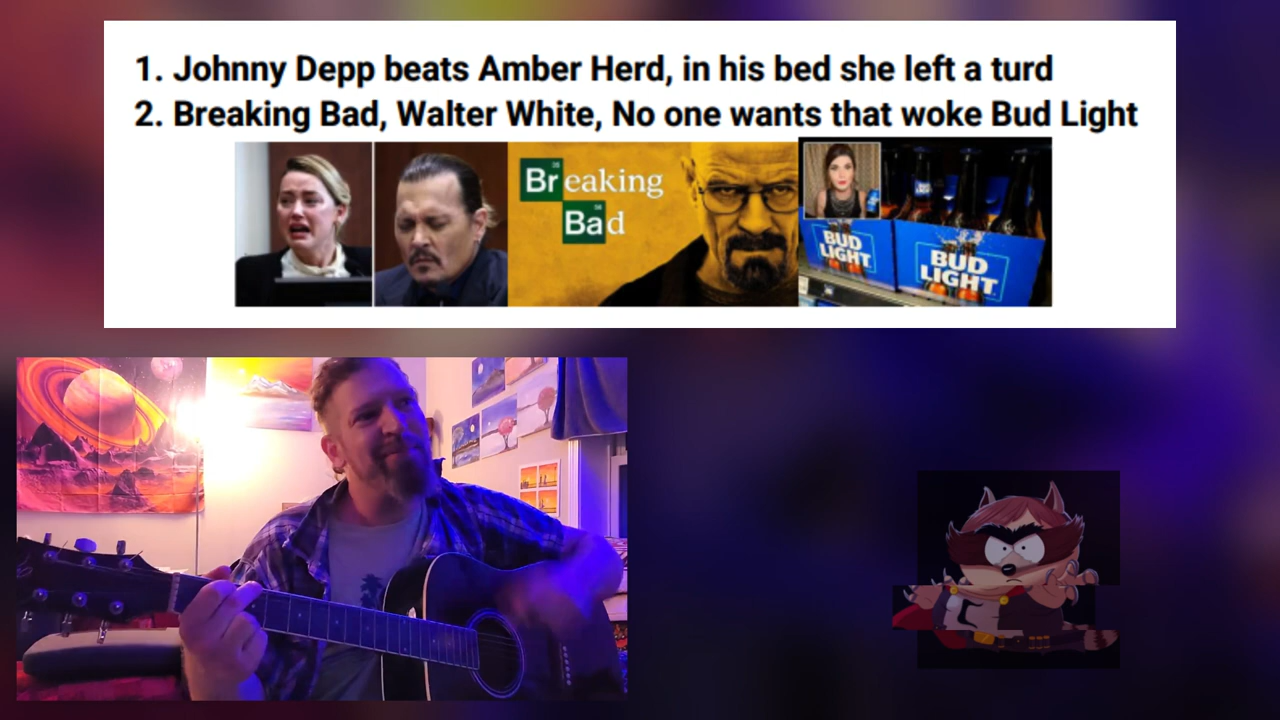 1. Johnny Depp beats Amber Herd, in his bed she left a turd
2. Breaking Bad, Walter White, No one wants that woke Bud Light
Breaking
Bad
BUD
LIGHT
BUD
LIGHT